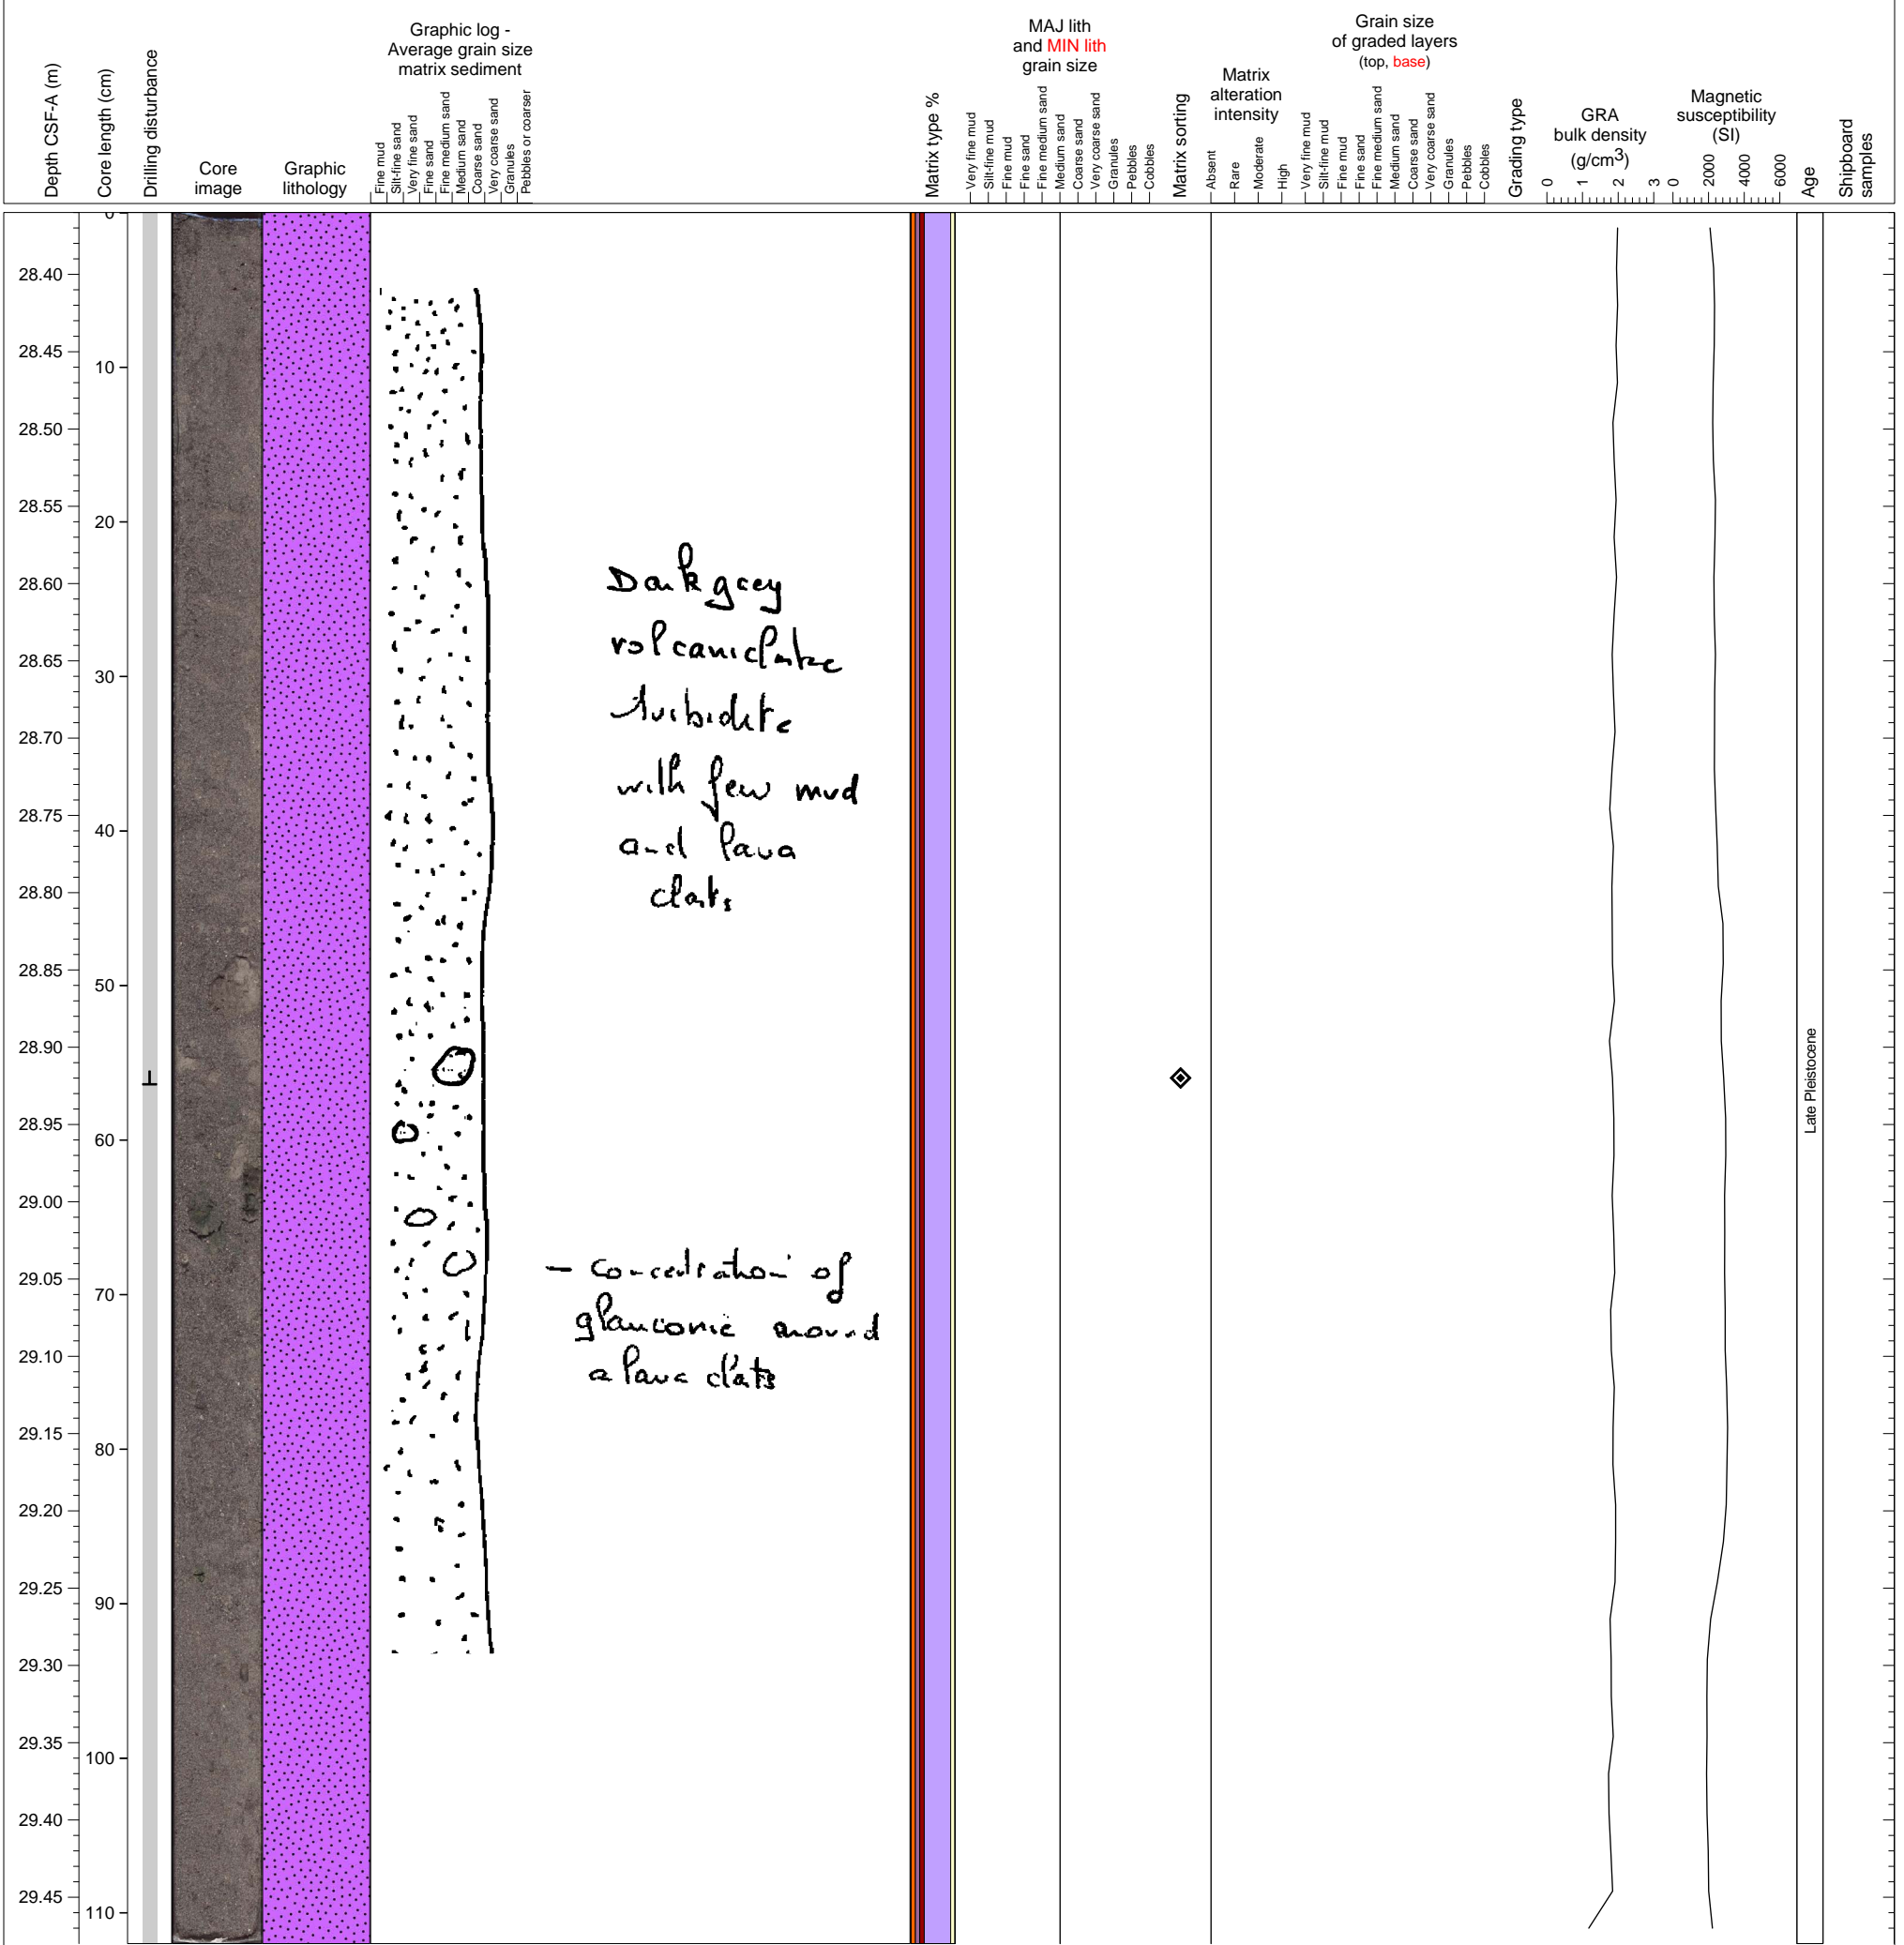 Depth CSF-A (m)
Core length (cm)
Drilling disturbance
Core
image
Graphic
lithology
Graphic log -
Average grain size
matrix sediment
Fine mud
Silt-fine sand
Very fine sand
Fine sand
Fine medium sand
Medium sand
Coarse sand
Very coarse sand
Granules
Pebbles or coarser
Matrix type %
MAJ lith
and MIN lith
grain size
Very fine mud
Silt-fine mud
Fine mud
Fine sand
Fine medium sand
Medium sand
Coarse sand
Very coarse sand
Granules
Pebbles
Cobbles
Matrix sorting
Matrix
alteration
intensity
Absent
Rare
Moderate
High
Grain size
of graded layers
(top, base)
Very fine mud
Silt-fine mud
Fine mud
Fine sand
Fine medium sand
Medium sand
Coarse sand
Very coarse sand
Granules
Pebbles
Cobbles
Grading type
GRA
bulk density
(g/cm3)
0
1
2
3
Magnetic
susceptibility
(SI)
0
2000
4000
6000
Age
Shipboard
samples
28.40
28.45
28.50
28.55
28.60
28.65
28.70
28.75
28.80
28.85
28.90
28.95
29.00
29.05
29.10
29.15
29.20
29.25
29.30
29.35
29.40
29.45
0
10
20
30
40
50
60
70
80
90
100
110
Dark grey
volcaniclastic
turbidite
with few mud
and lava
clasts
– concentration of
glauconie around
a lava clasts
Late Pleistocene